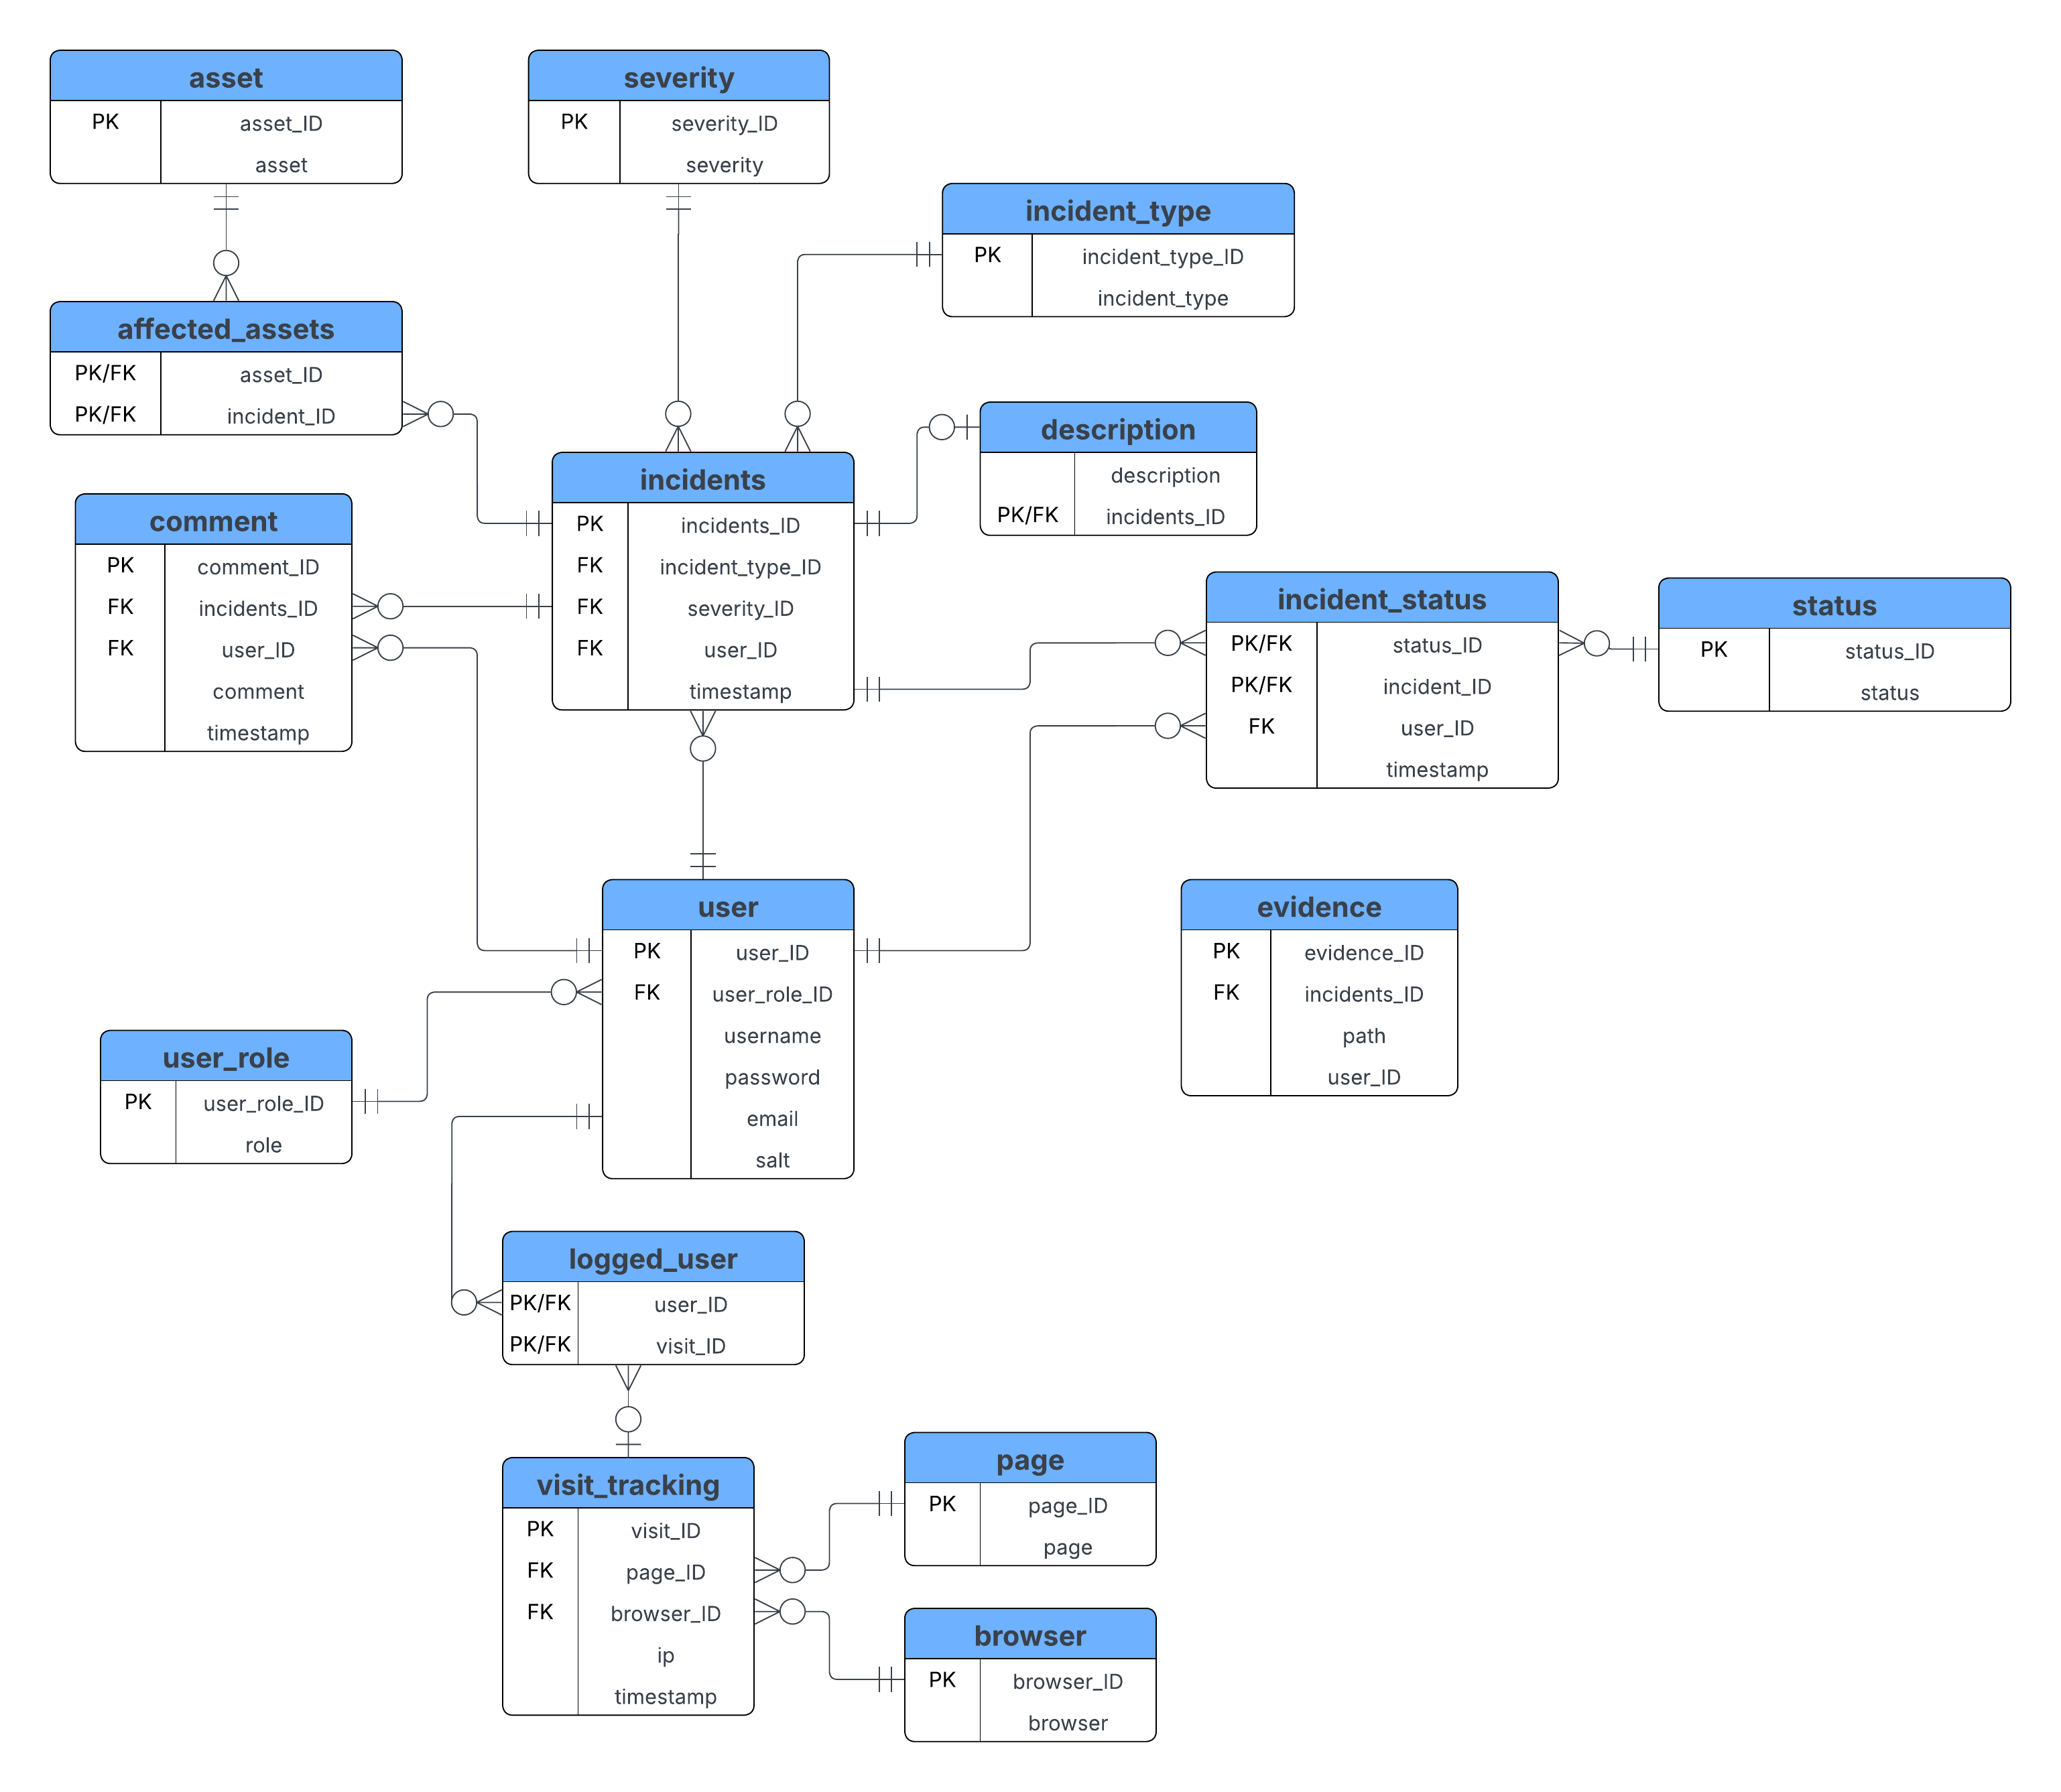 asset
PK asset_ID
asset
severity
PK severity_ID
severity
incident_type
PK incident_type_ID
incident_type
affected_assets
PK/FK asset_ID
PK/FK incident_ID
description
description
PK/FK incidents_ID
incidents
PK incidents_ID
FK incident_type_ID
FK severity_ID
FK user_ID
timestamp
comment
PK comment_ID
FK incidents_ID
FK user_ID
comment
timestamp
incident_status
PK/FK status_ID
PK/FK incident_ID
FK user_ID
timestamp
status
PK status_ID
status
user
PK user_ID
FK user_role_ID
username
password
email
salt
evidence
PK evidence_ID
FK incidents_ID
path
user_ID
user_role
PK user_role_ID
role
logged_user
PK/FK user_ID
PK/FK visit_ID
visit_tracking
PK visit_ID
FK page_ID
FK browser_ID
ip
timestamp
page
PK page_ID
page
browser
PK browser_ID
browser